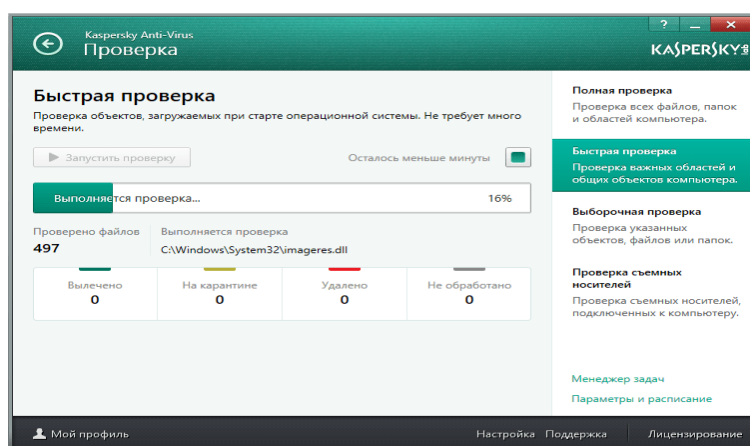 Kaspersky Anti-Virus
Проверка
?
KASPERSKY
Быстрая проверка
Проверка объектов, загружаемых при старте операционной системы. Не требует много
времени.
Запустить проверку
Осталось меньше минуты
Выполняется проверка...
16%
Проверено файлов
497
Выполняется проверка
C:\Windows\System32\imageres.dll
Вылечено
0
На карантине
0
Удалено
0
Не обработано
0
Полная проверка
Проверка всех файлов, папок
и областей компьютера.
Быстрая проверка
Проверка важных областей и
общих объектов компьютера.
Выборочная проверка
Проверка указанных
объектов, файлов или папок.
Проверка съемных
носителей
Проверка съемных носителей,
подключенных к компьютеру.
Менеджер задач
Параметры и расписание
Мой профиль
Настройка
Поддержка
Лицензирование